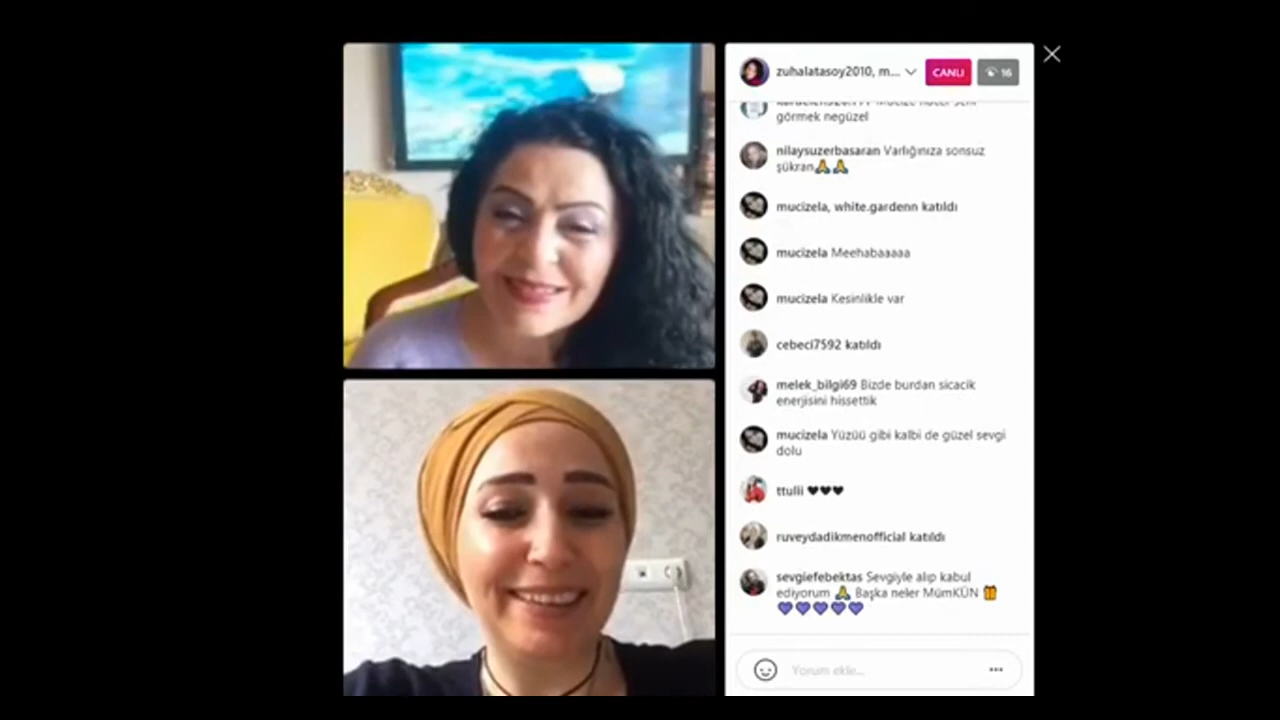 zuhalatasoy2010, m...
CANLI
16
görmek negüzel
nilaysuzerbasaran Varlığınıza sonsuz
şükran🙏🙏
mucizela, white.gardenn katıldı
mucizela Meehabaaaaa
mucizela Kesinlikle var
cebeci7592 katıldı
melek_bilgi69 Bizde burdan sicacik
enerjisini hissettik
mucizela Yüzüü gibi kalbi de güzel sevgi
dolu
ttulii 🖤🖤🖤
ruveydadikmenofficial katıldı
sevgiefebektas Sevgiyle alıp kabul
ediyorum 🙏 Başka neler MümKÜN 🎁
💜💜💜💜💜
Yorum ekle...